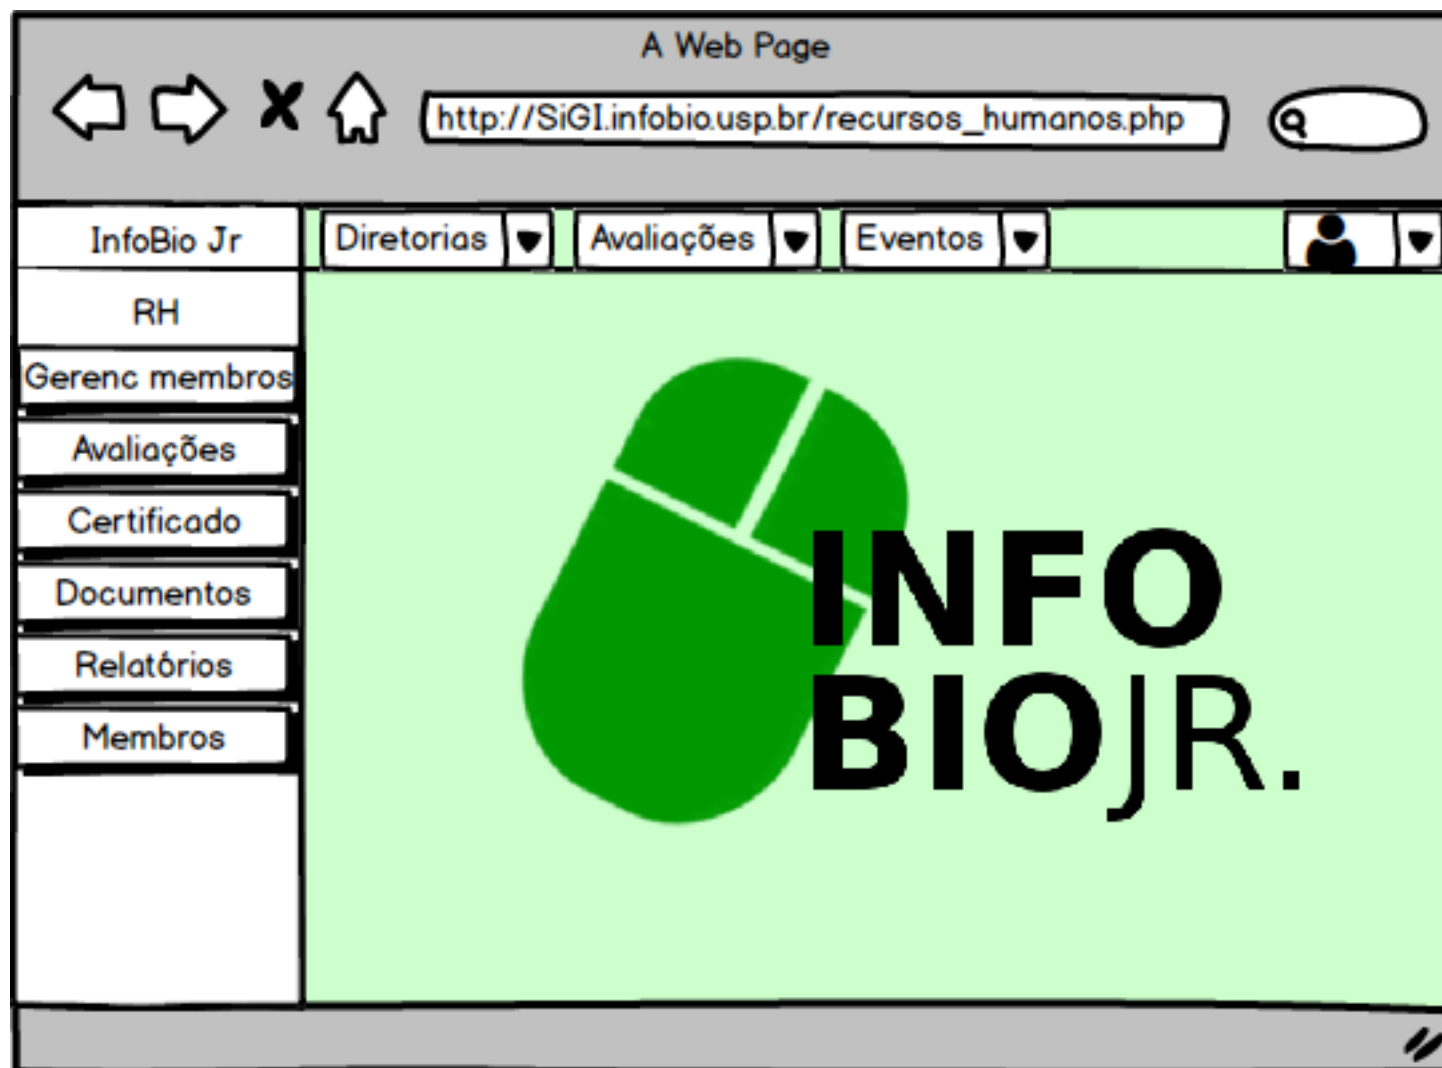 A Web Page
http://SiGI.infobio.usp.br/recursos_humanos.php
InfoBio Jr
Diretorias
Avaliações
Eventos
RH
Gerenc membros
Avaliações
Certificado
Documentos
Relatórios
Membros
INFO
BIOJR.